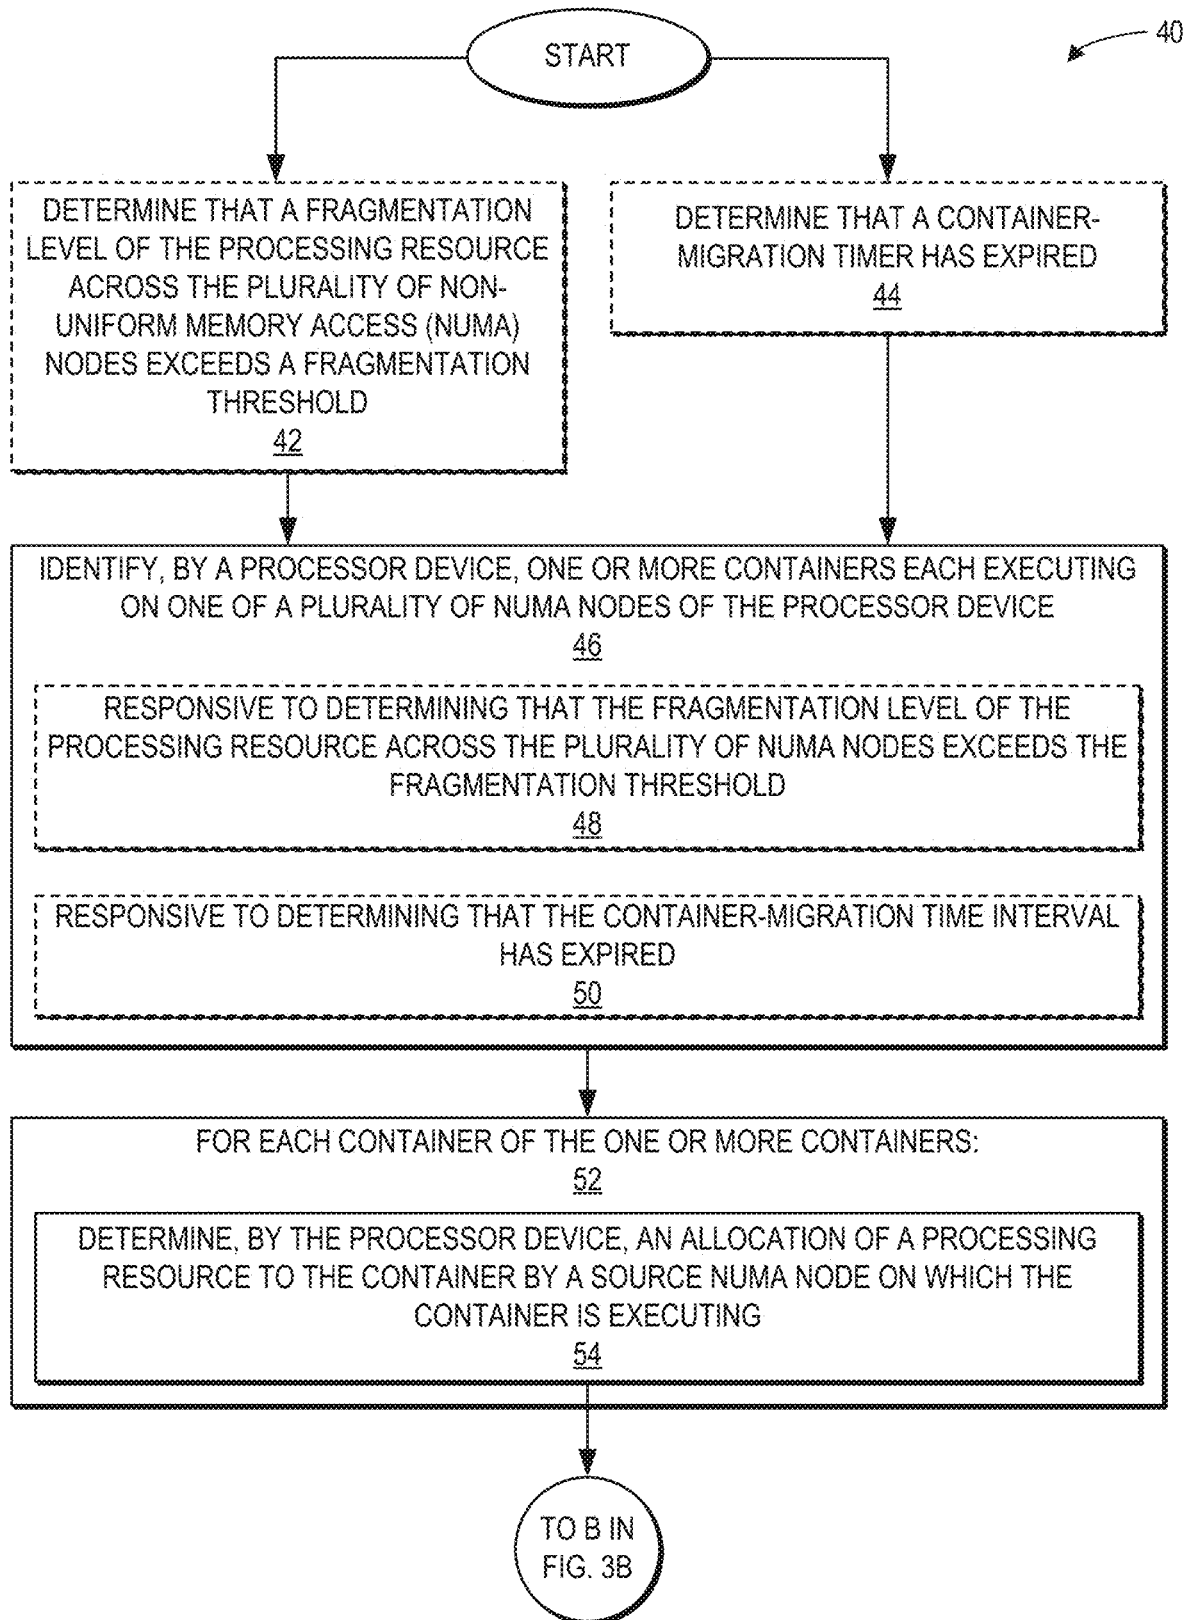 START
40
DETERMINE THAT A FRAGMENTATION
LEVEL OF THE PROCESSING RESOURCE
ACROSS THE PLURALITY OF NON-
UNIFORM MEMORY ACCESS (NUMA)
NODES EXCEEDS A FRAGMENTATION
THRESHOLD
42
DETERMINE THAT A CONTAINER-
MIGRATION TIMER HAS EXPIRED
44
IDENTIFY, BY A PROCESSOR DEVICE, ONE OR MORE CONTAINERS EACH EXECUTING
ON ONE OF A PLURALITY OF NUMA NODES OF THE PROCESSOR DEVICE
46
RESPONSIVE TO DETERMINING THAT THE FRAGMENTATION LEVEL OF THE
PROCESSING RESOURCE ACROSS THE PLURALITY OF NUMA NODES EXCEEDS THE
FRAGMENTATION THRESHOLD
48
RESPONSIVE TO DETERMINING THAT THE CONTAINER-MIGRATION TIME INTERVAL
HAS EXPIRED
50
FOR EACH CONTAINER OF THE ONE OR MORE CONTAINERS:
52
DETERMINE, BY THE PROCESSOR DEVICE, AN ALLOCATION OF A PROCESSING
RESOURCE TO THE CONTAINER BY A SOURCE NUMA NODE ON WHICH THE
CONTAINER IS EXECUTING
54
TO B IN
FIG. 3B